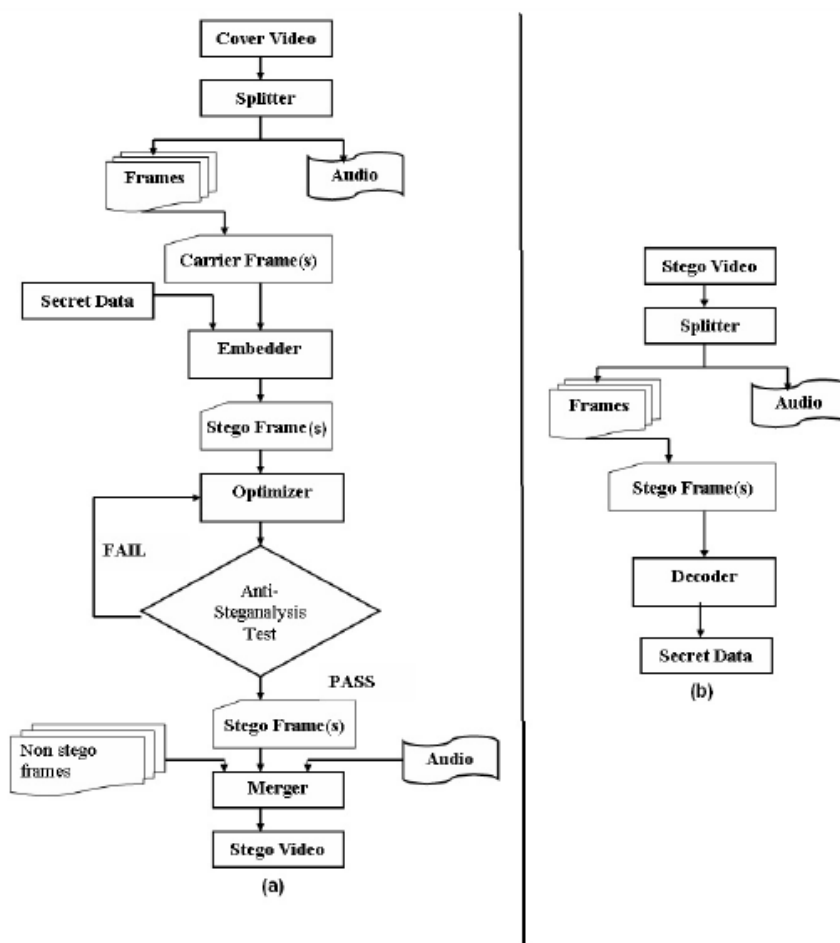 Cover Video
Splitter
Frames
Audio
Carrier Frame(s)
Secret Data
Embedder
Stego Frame(s)
Optimizer
FAIL
Anti-
Steganalysis
Test
PASS
Stego Frame(s)
Non stego
frames
Audio
Merger
Stego Video
(a)
Stego Video
Splitter
Frames
Audio
Stego Frame(s)
Decoder
Secret Data
(b)